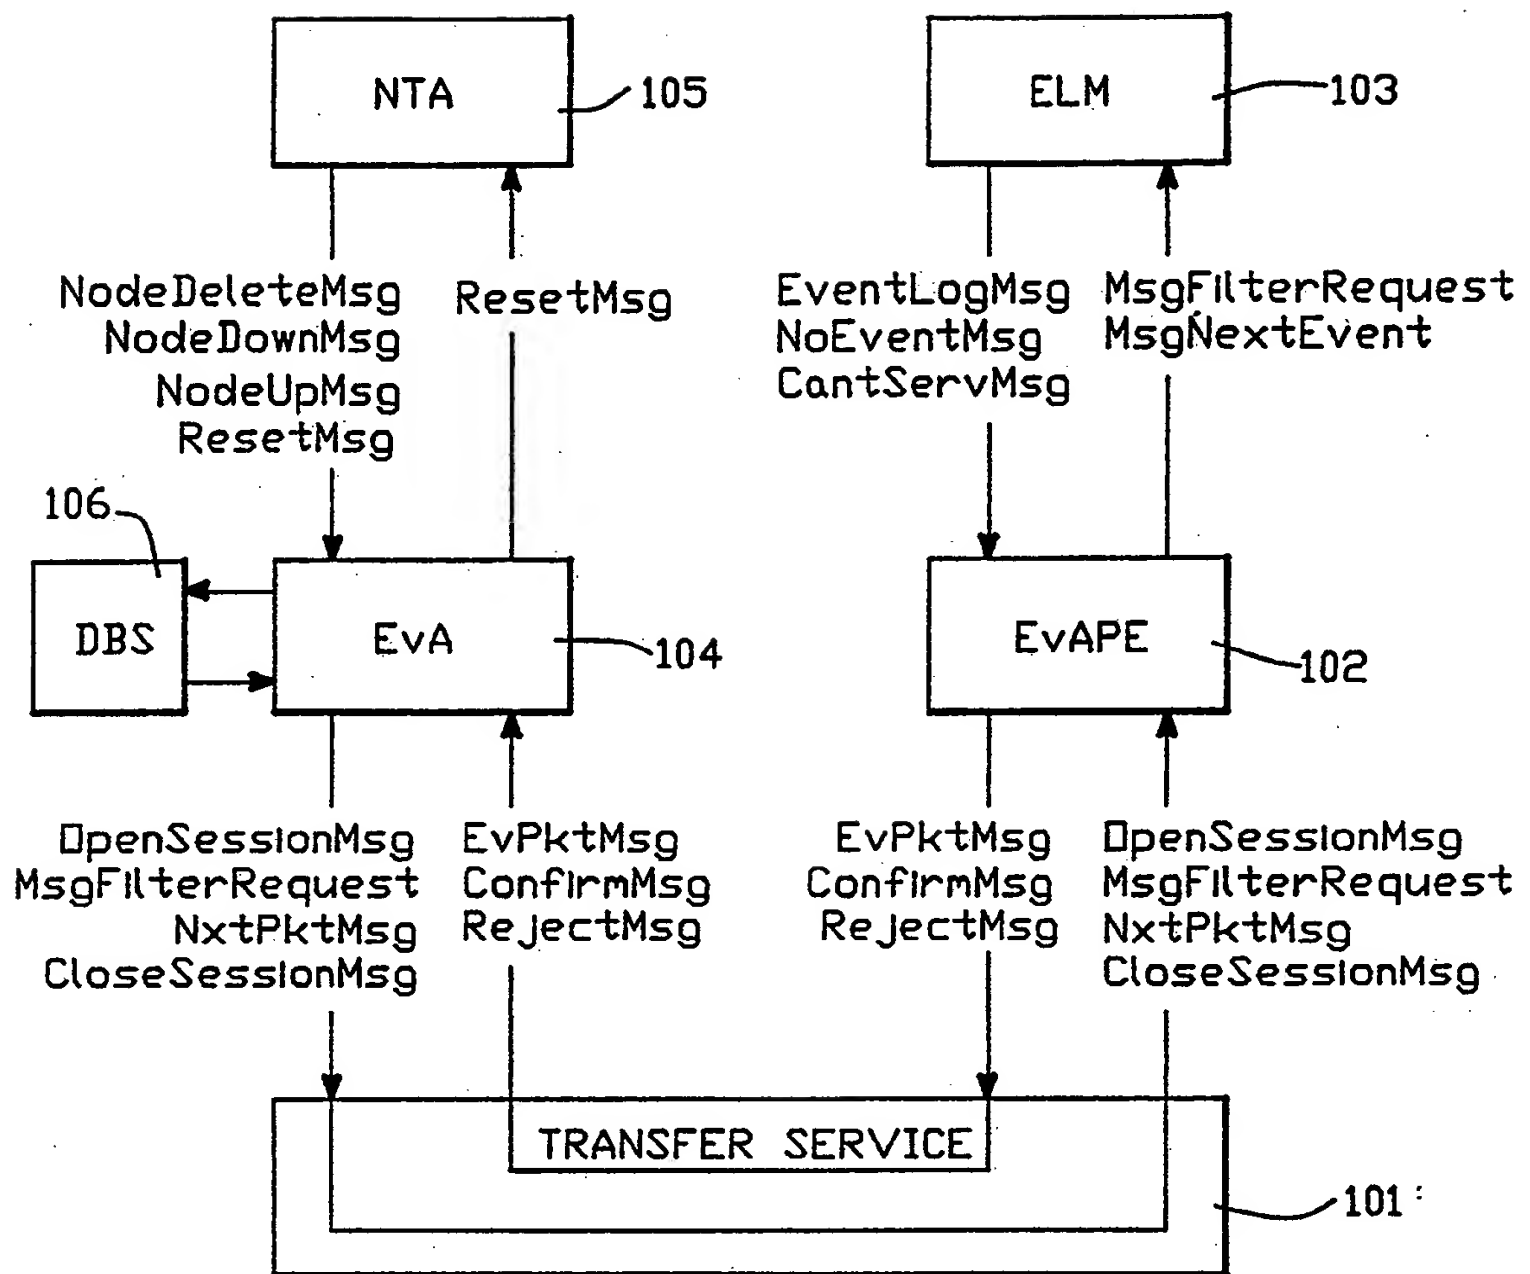 NTA
105
ELM
103
NodeDeleteMsg
NodeDownMsg
NodeUpMsg
ResetMsg
ResetMsg
EventLogMsg
NoEventMsg
CantServMsg
MsgFilterRequest
MsgNextEvent
106
DBS
EvA
104
EvAPE
102
OpenSessionMsg
MsgFilterRequest
NxtPktMsg
CloseSessionMsg
EvPktMsg
ConfirmMsg
RejectMsg
EvPktMsg
ConfirmMsg
RejectMsg
OpenSessionMsg
MsgFilterRequest
NxtPktMsg
CloseSessionMsg
TRANSFER SERVICE
101